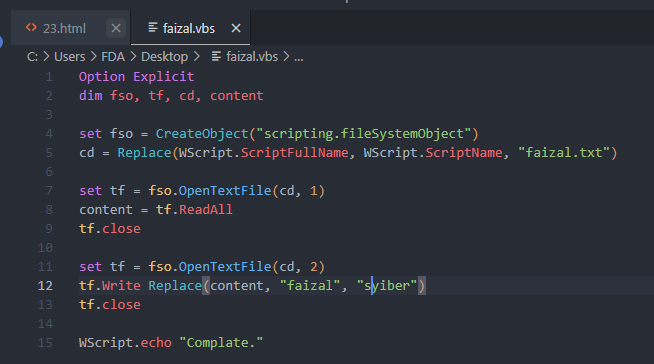 23.html faizal.vbs
C: > Users > FDA > Desktop > faizal.vbs > ...
1 Option Explicit
2 dim fso, tf, cd, content
3
4 set fso = CreateObject("scripting.fileSystemObject")
5 cd = Replace(WScript.ScriptFullName, WScript.ScriptName, "faizal.txt")
6
7 set tf = fso.OpenTextFile(cd, 1)
8 content = tf.ReadAll
9 tf.close
10
11 set tf = fso.OpenTextFile(cd, 2)
12 tf.Write Replace(content, "faizal", "syiber")
13 tf.close
14
15 WScript.echo "Complate."